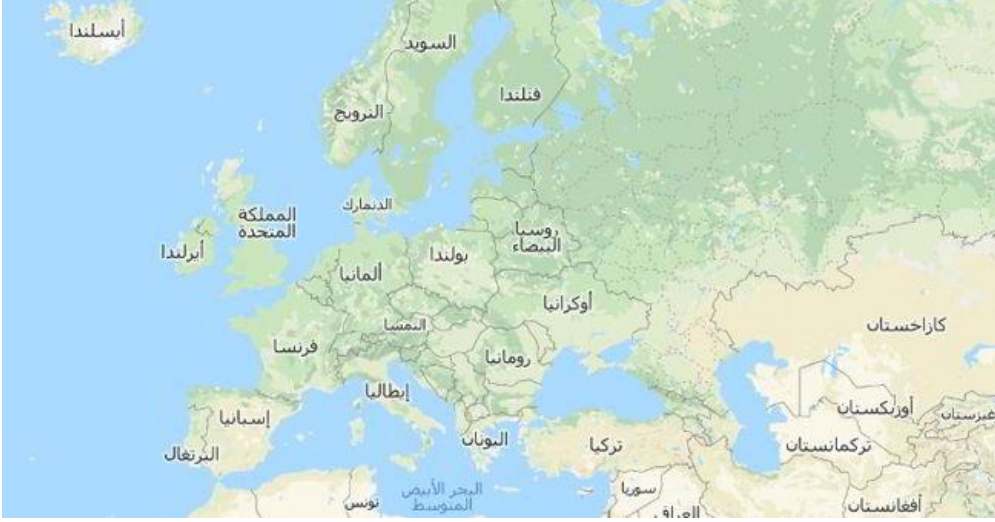 أيسلندا
السويد
فنلندا
النرويج
الدنمارك
المملكة
المتحدة
أيرلندا
روسيا
البيضاء
بولندا
ألمانيا
أوكرانيا
النمسا
كازاخستان
فرنسا
رومانيا
إيطاليا
أوزبكستان
غيزستان
إسبانيا
اليونان
تركيا
تركمانستان
البرتغال
سوريا
البحر الأبيض
المتوسط
تونس
أفغانستان
العراق